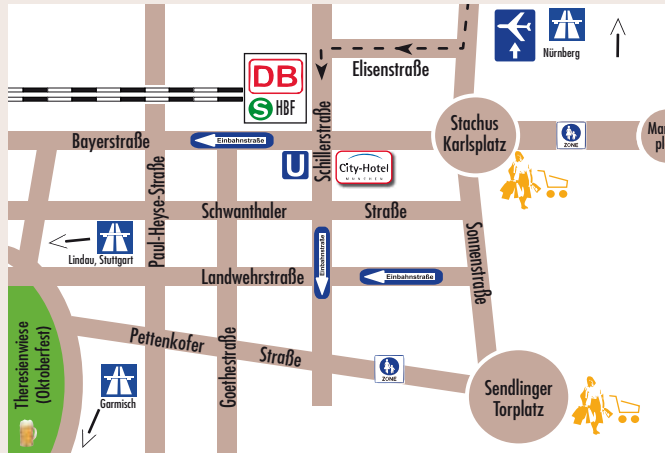 Nürnberg
DB
S HBF
Elisenstraße
Schillerstraße
Stachus
Karlsplatz
ZONE
Bayerstraße
Einbahnstraße
U
City-Hotel
MÜNCHEN
Paul-Heyse-Straße
Schwanthaler Straße
Sonnenstraße
Lindau, Stuttgart
Landwehrstraße
Einbahnstraße
Einbahnstraße
Theresienwiese
(Oktoberfest)
Pettenkofer Straße
Goethestraße
ZONE
Garmisch
Sendlinger
Torplatz